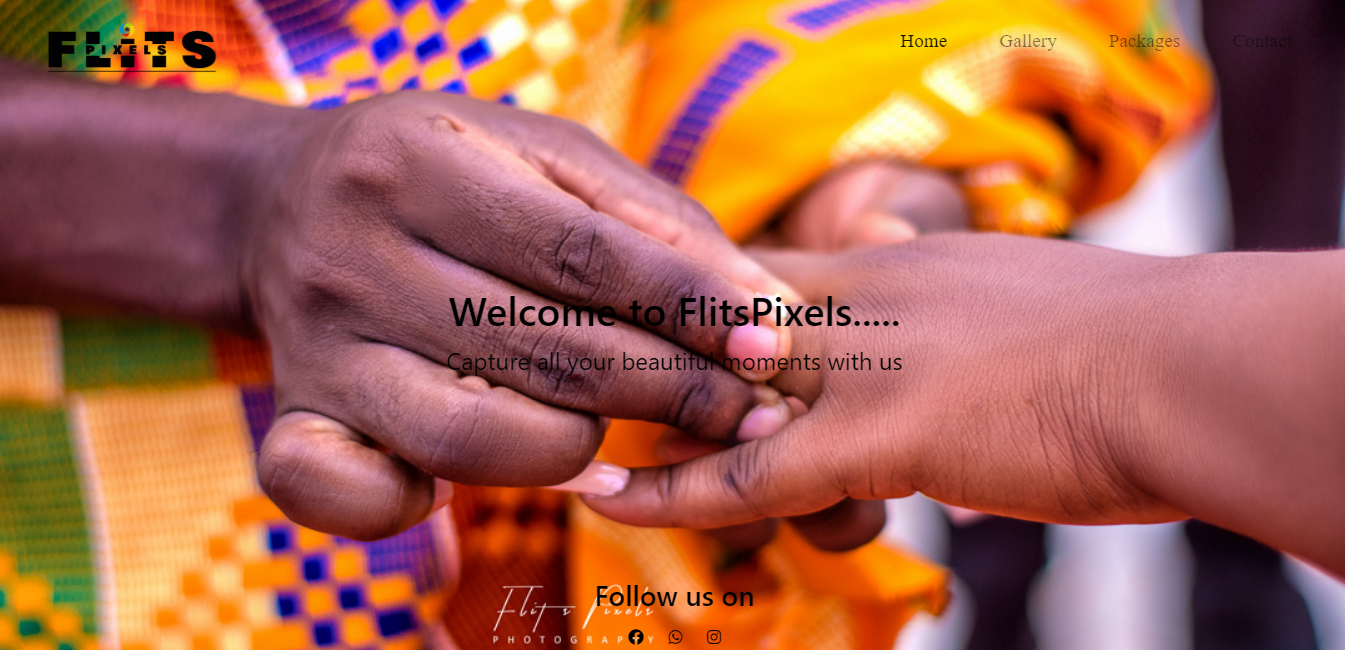 FLITS
PIXELS
Home Gallery Packages Contact
Welcome to FlitsPixels.....
Capture all your beautiful moments with us
Follow us on
Flits Pixels
PHOTOGRAPHY